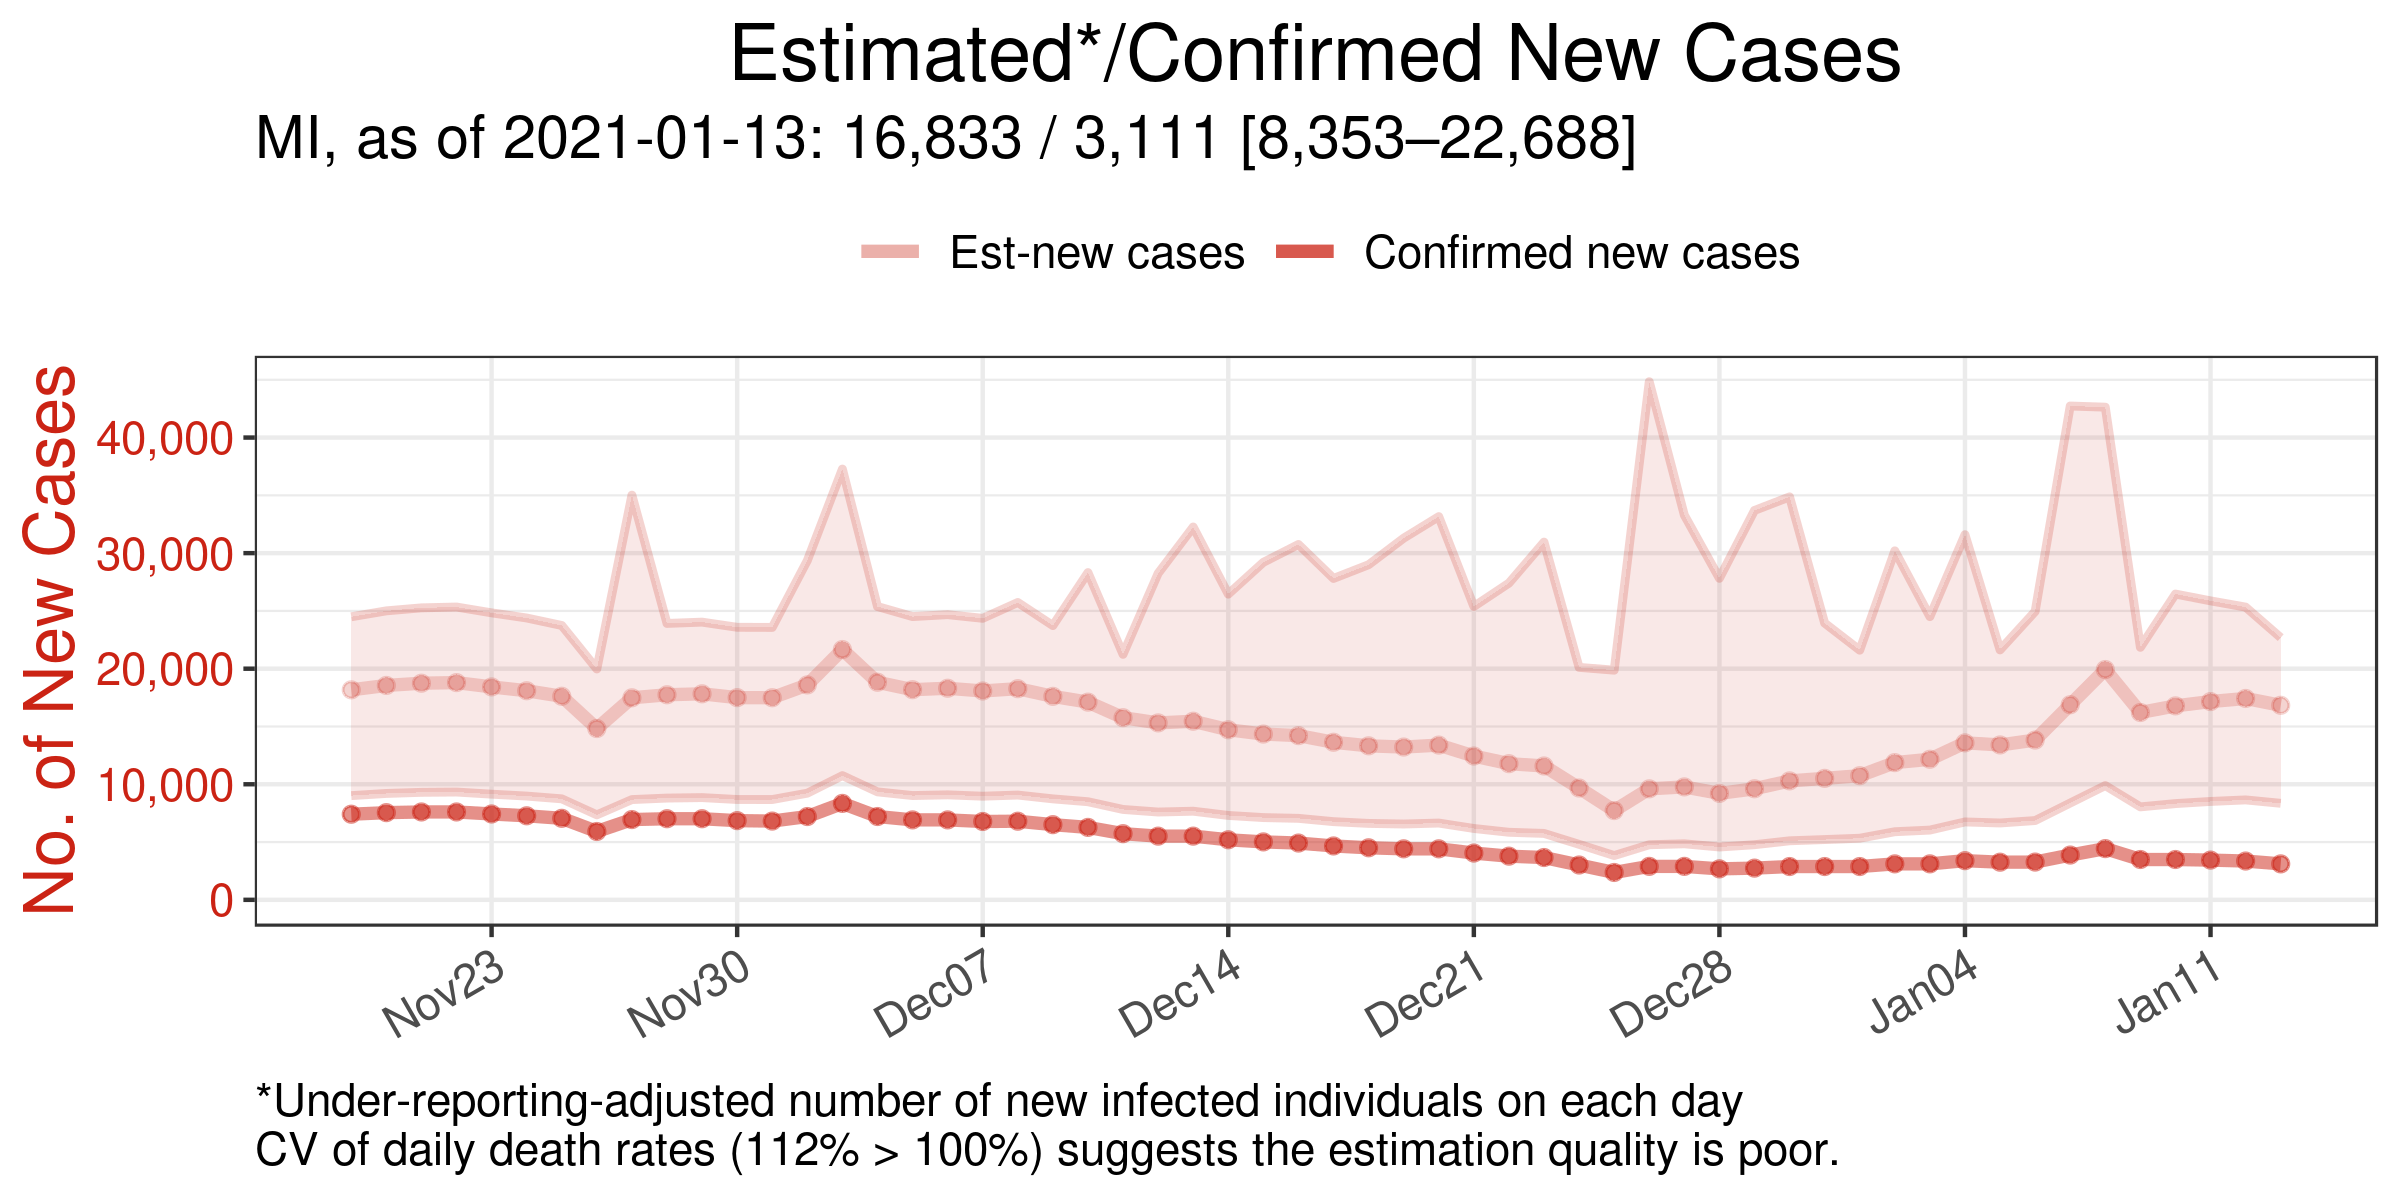 Estimated*/Confirmed New Cases
MI, as of 2021-01-13: 16,833 / 3,111 [8,353–22,688]
Est-new cases
Confirmed new cases
No. of New Cases
40,000
30,000
20,000
10,000
0
Nov23
Nov30
Dec07
Dec14
Dec21
Dec28
Jan04
Jan11
*Under-reporting-adjusted number of new infected individuals on each day
CV of daily death rates (112% > 100%) suggests the estimation quality is poor.